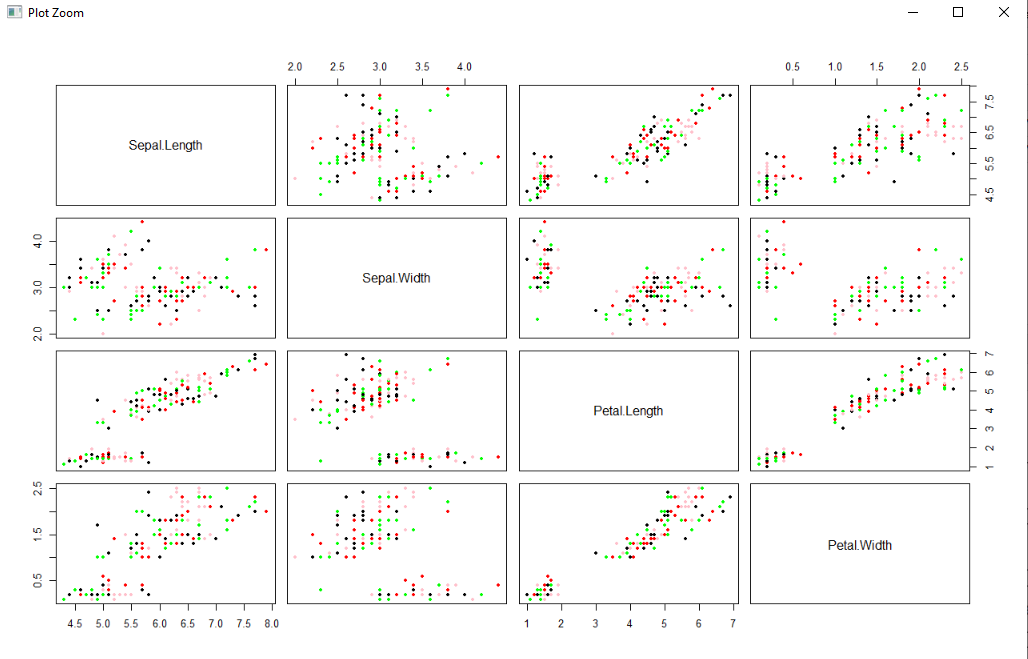 Plot Zoom
2.0 2.5 3.0 3.5 4.0
0.5 1.0 1.5 2.0 2.5
Sepal.Length
4.5 5.5 6.5 7.5
2.0 3.0 4.0
Sepal.Width
Petal.Length
1 2 3 4 5 6 7
0.5 1.5 2.5
Petal.Width
4.5 5.0 5.5 6.0 6.5 7.0 7.5 8.0
1 2 3 4 5 6 7